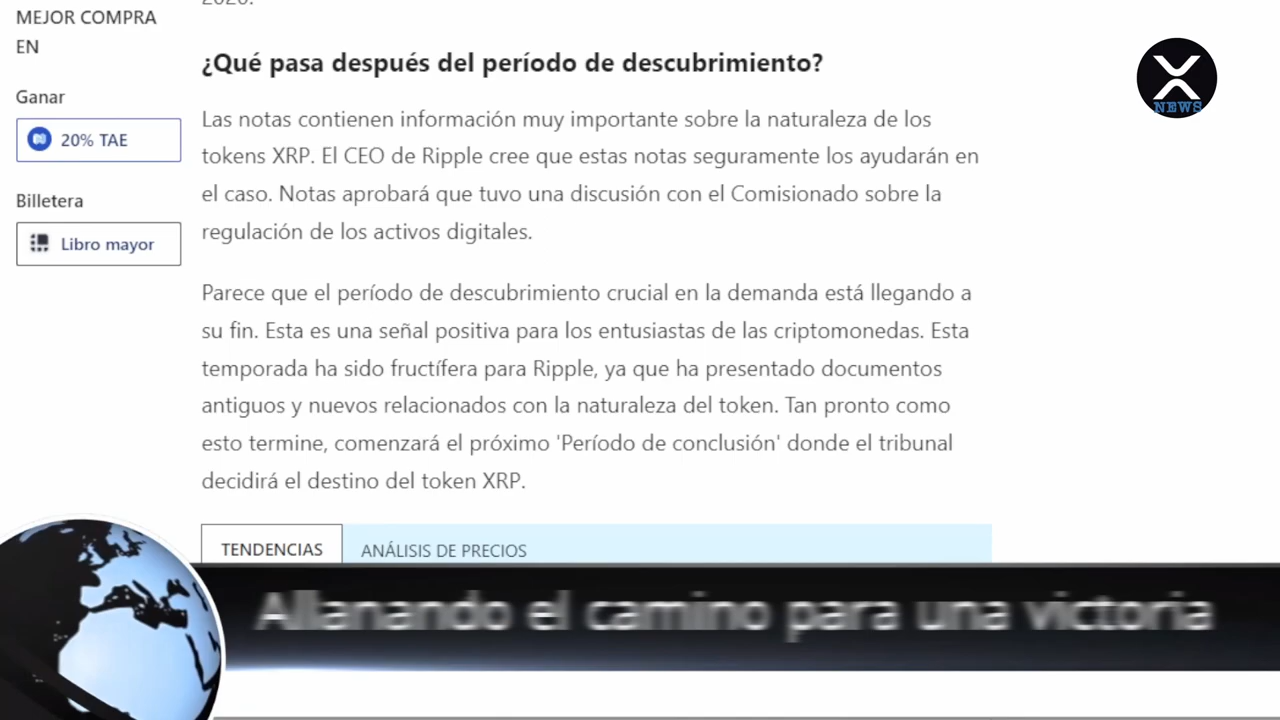 2020.
MEJOR COMPRA
EN
Ganar
20% TAE
Billetera
Libro mayor
¿Qué pasa después del período de descubrimiento?
Las notas contienen información muy importante sobre la naturaleza de los
tokens XRP. El CEO de Ripple cree que estas notas seguramente los ayudarán en
el caso. Notas aprobará que tuvo una discusión con el Comisionado sobre la
regulación de los activos digitales.
Parece que el período de descubrimiento crucial en la demanda está llegando a
su fin. Esta es una señal positiva para los entusiastas de las criptomonedas. Esta
temporada ha sido fructífera para Ripple, ya que ha presentado documentos
antiguos y nuevos relacionados con la naturaleza del token. Tan pronto como
esto termine, comenzará el próximo 'Período de conclusión' donde el tribunal
decidirá el destino del token XRP.
TENDENCIAS
ANÁLISIS DE PRECIOS
X
NEWS
Allanando el camino para una victoria